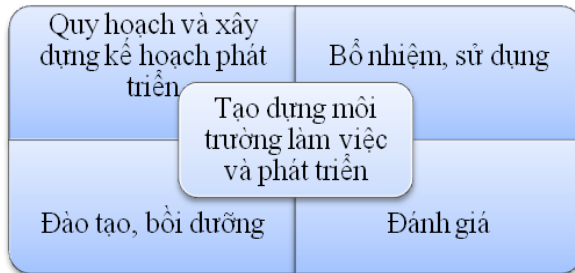 Quy hoạch và xây
dựng kế hoạch phát
triển
Bổ nhiệm, sử dụng
Tạo dựng môi
trường làm việc
và phát triển
Đào tạo, bồi dưỡng
Đánh giá